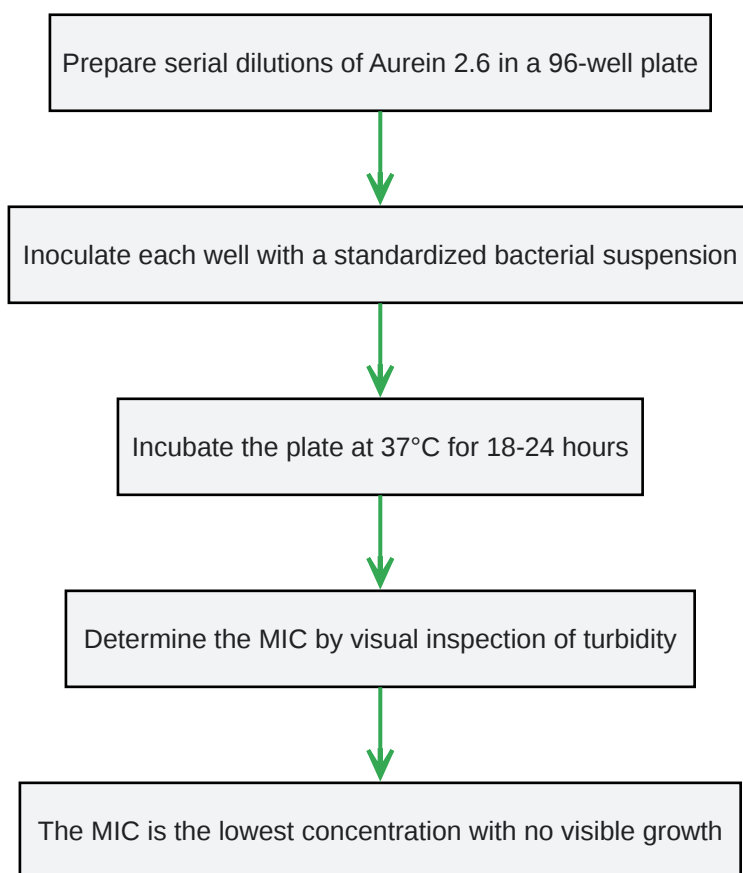 Prepare serial dilutions of Aurein 2.6 in a 96-well plate
Inoculate each well with a standardized bacterial suspension
Incubate the plate at 37°C for 18-24 hours
Determine the MIC by visual inspection of turbidity
The MIC is the lowest concentration with no visible growth